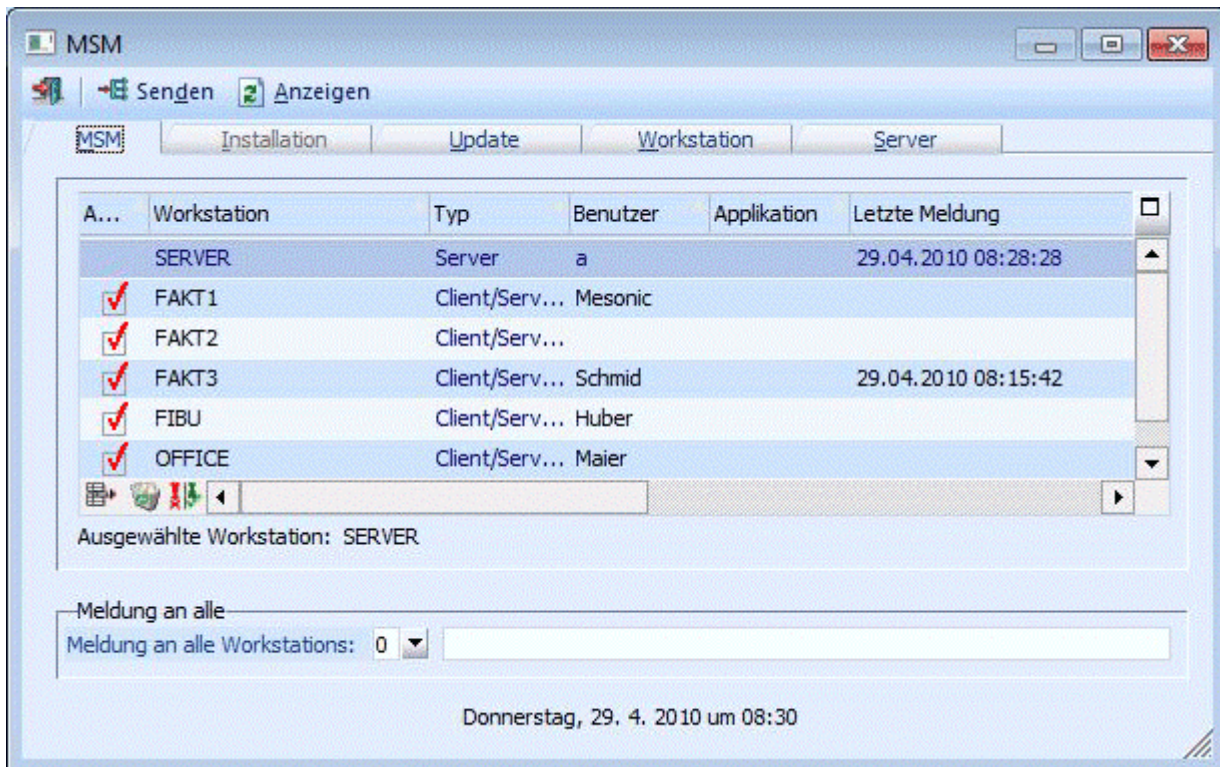 MSM
Senden Anzeigen
MSM Installation Update Workstation Server
A... Workstation Typ Benutzer Applikation Letzte Meldung
SERVER Server a 29.04.2010 08:28:28
FAKT1 Client/Serv... Mesonic
FAKT2 Client/Serv...
FAKT3 Client/Serv... Schmid 29.04.2010 08:15:42
FIBU Client/Serv... Huber
OFFICE Client/Serv... Maier
Ausgewählte Workstation: SERVER
Meldung an alle
Meldung an alle Workstations: 0
Donnerstag, 29. 4. 2010 um 08:30